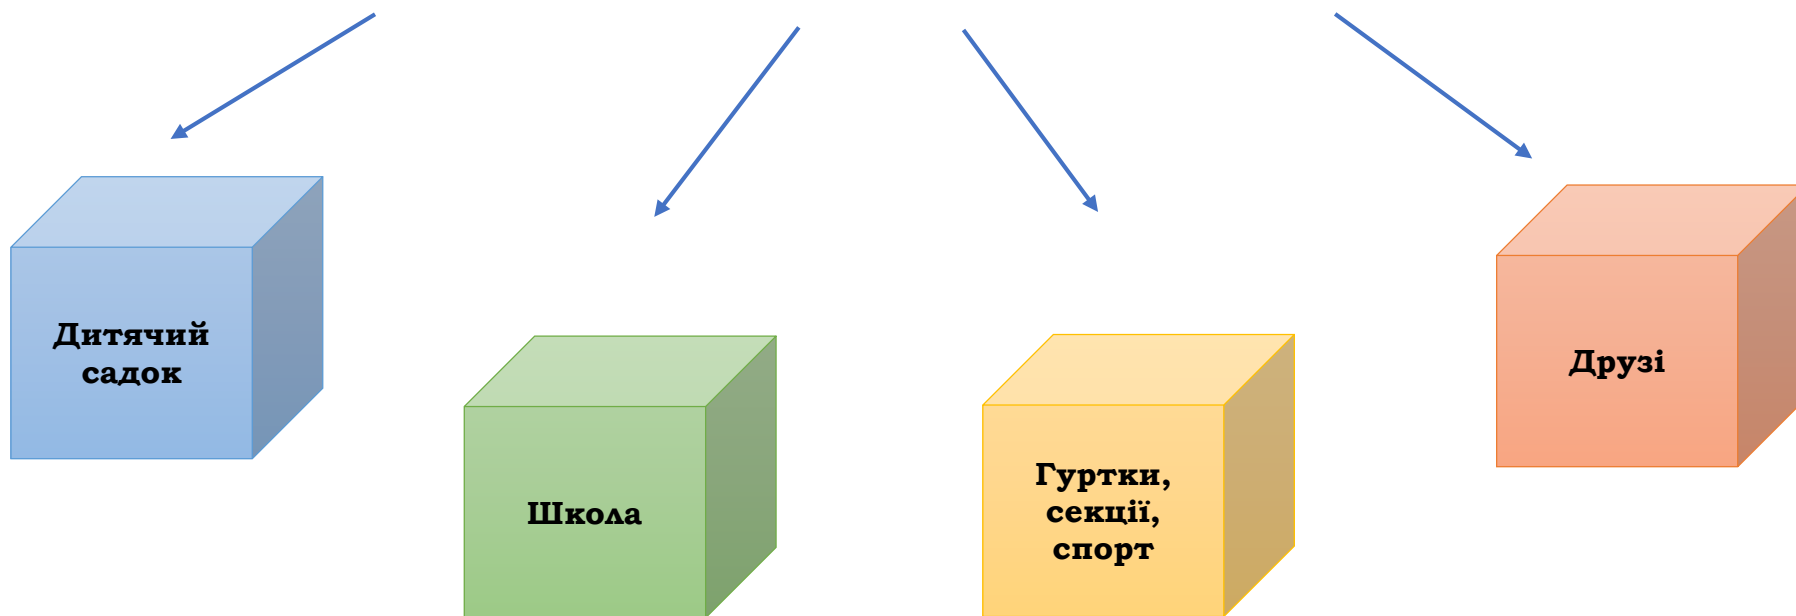 Дитячий
садок
Школа
Гуртки,
секції,
спорт
Друзі